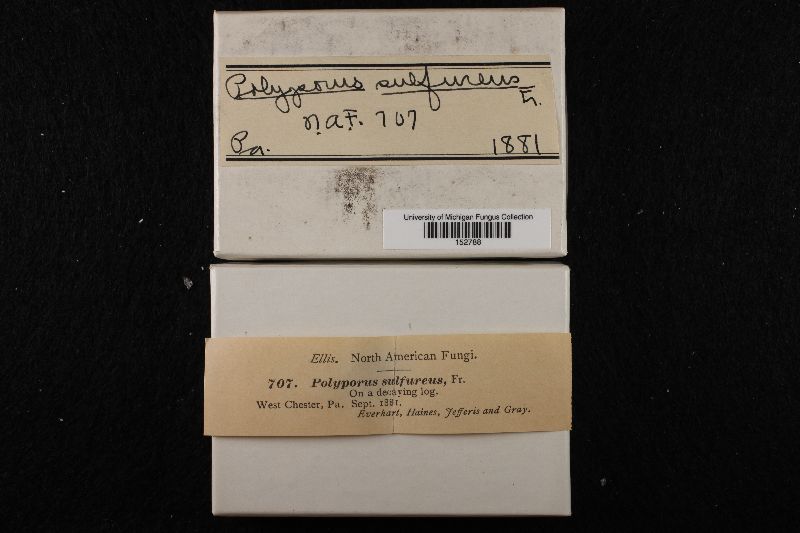 Polyporus sulfureus
Fr.
N.A.F. 707
Pa. 1881
University of Michigan Fungus Collection
152788
Ellis. North American Fungi.
707. Polyporus sulfureus, Fr.
On a decaying log.
West Chester, Pa. Sept. 1881.
Everhart, Haines, Jefferis and Gray.